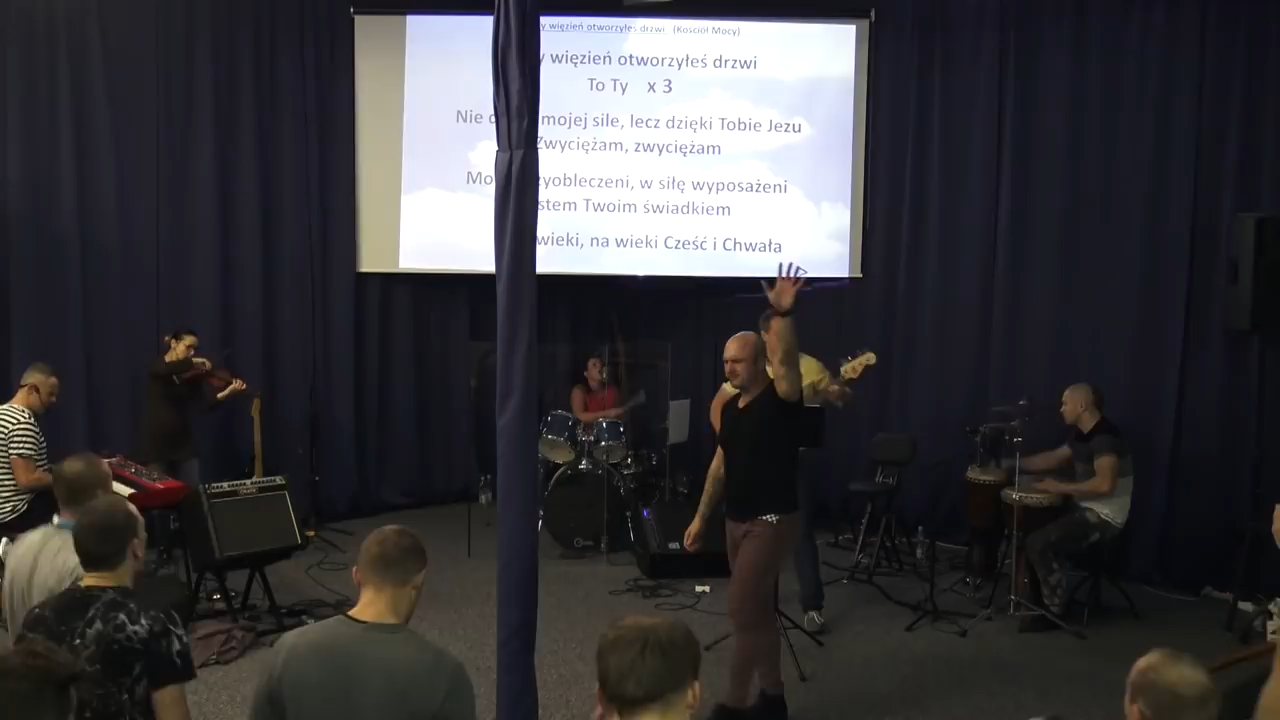 y więzień otworzyłeś drzwi (Kościół Mocy)
y więzień otworzyłeś drzwi
To Ty x 3
Nie mojej sile, lecz dzięki Tobie Jezu
Zwyciężam, zwyciężam
Mo zyobleczeni, w siłę wyposażeni
stem Twoim świadkiem
wieki, na wieki Cześć i Chwała